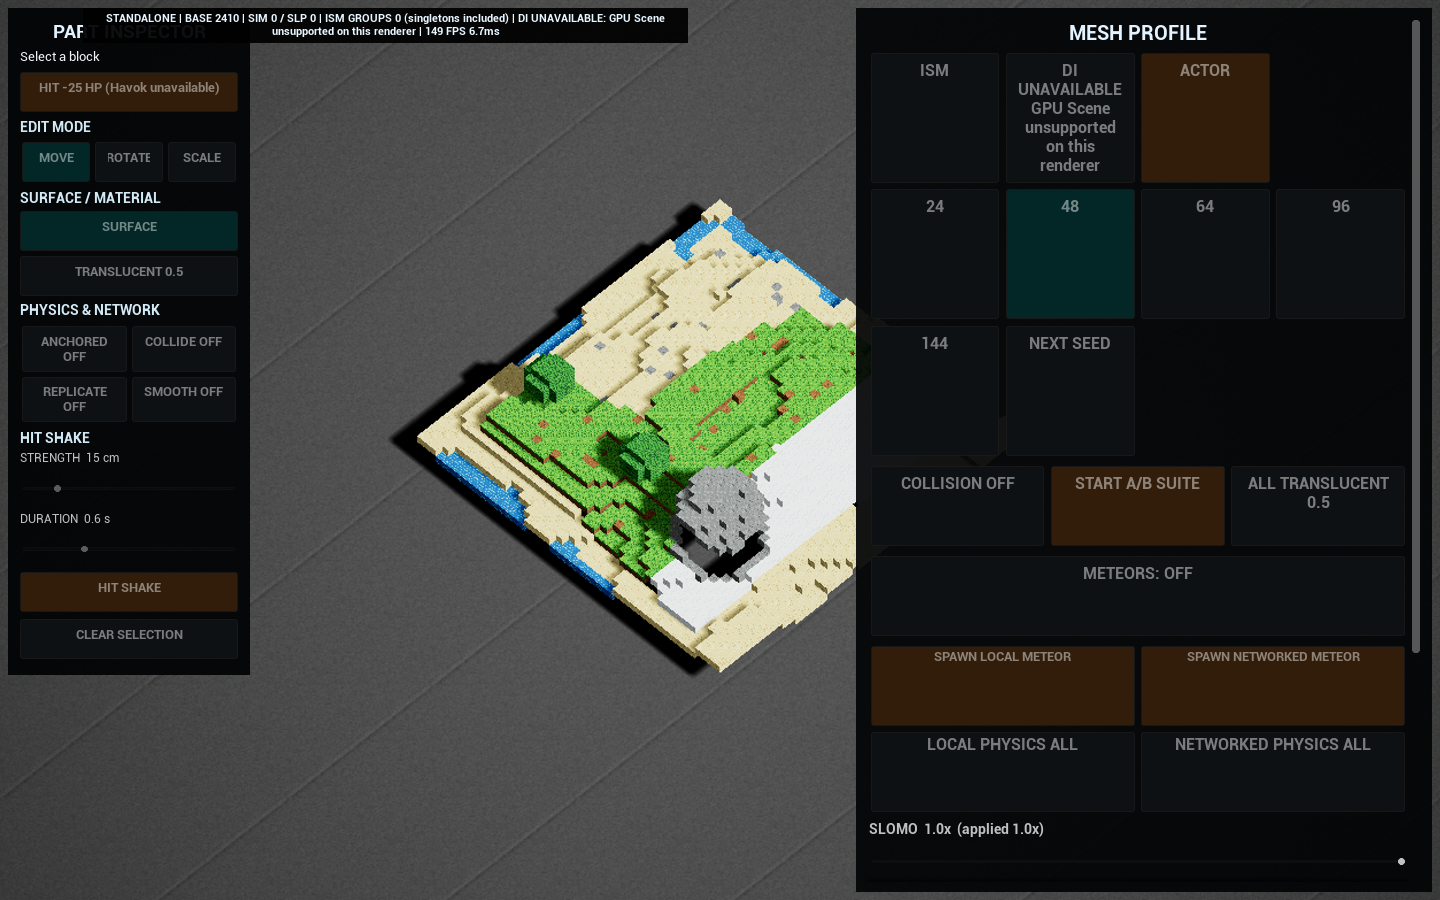 STANDALONE | BASE 2410 | SIM 0 / SLP 0 | ISM GROUPS 0 (singletons included) | DI UNAVAILABLE: GPU Scene
unsupported on this renderer | 149 FPS 6.7ms
PART INSPECTOR
Select a block
HIT -25 HP (Havok unavailable)
EDIT MODE
MOVE
ROTATE
SCALE
SURFACE / MATERIAL
SURFACE
TRANSLUCENT 0.5
PHYSICS & NETWORK
ANCHORED
OFF
COLLIDE OFF
REPLICATE
OFF
SMOOTH OFF
HIT SHAKE
STRENGTH 15 cm
DURATION 0.6 s
HIT SHAKE
CLEAR SELECTION
MESH PROFILE
ISM
DI
UNAVAILABLE
GPU Scene
unsupported
on this
renderer
ACTOR
24
48
64
96
144
NEXT SEED
COLLISION OFF
START A/B SUITE
ALL TRANSLUCENT
0.5
METEORS: OFF
SPAWN LOCAL METEOR
SPAWN NETWORKED METEOR
LOCAL PHYSICS ALL
NETWORKED PHYSICS ALL
SLOMO 1.0x (applied 1.0x)